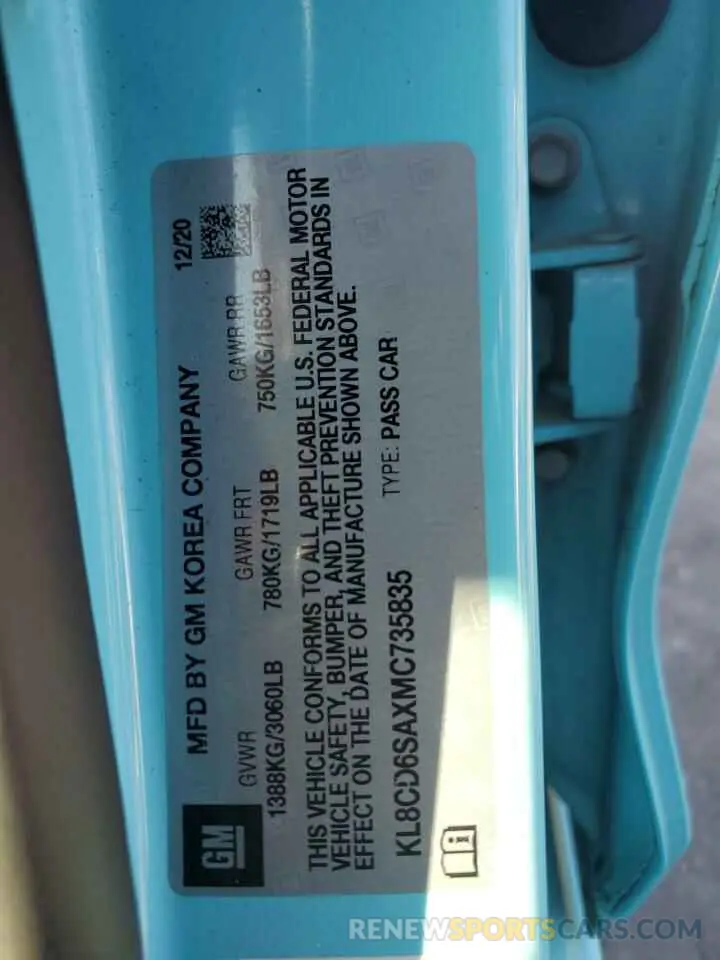 MFD BY GM KOREA COMPANY 12/20
GM
GVWR GAWR FRT GAWR RR
1388KG/3060LB 780KG/1719LB 750KG/1653LB
THIS VEHICLE CONFORMS TO ALL APPLICABLE U.S. FEDERAL MOTOR
VEHICLE SAFETY, BUMPER, AND THEFT PREVENTION STANDARDS IN
EFFECT ON THE DATE OF MANUFACTURE SHOWN ABOVE.
KL8CD6SAXMC735835 TYPE: PASS CAR
RENEWSPORTSCARS.COM